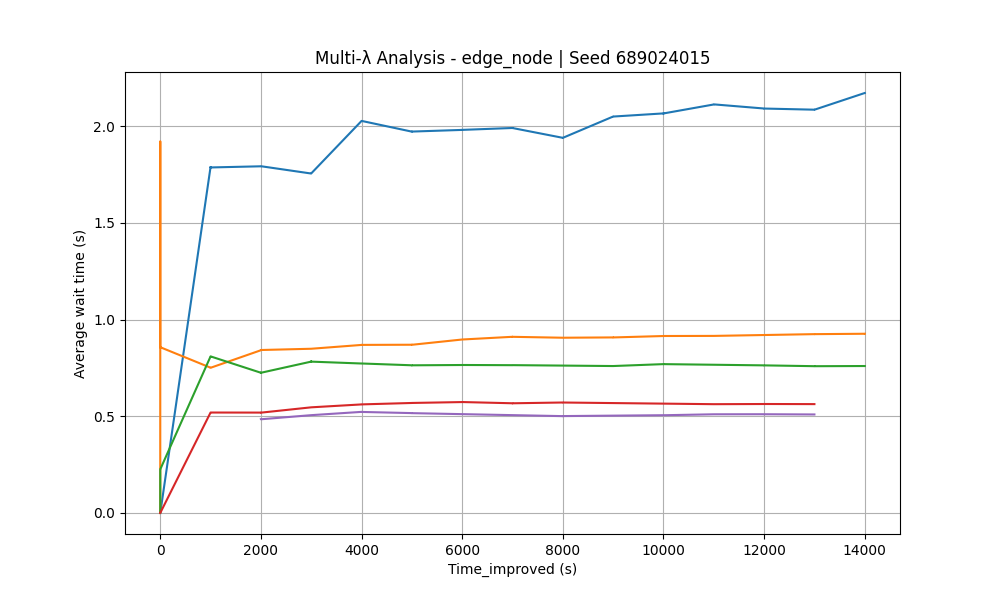 Multi-λ Analysis - edge_node | Seed 689024015
Average wait time (s)
2.0
1.5
1.0
0.5
0.0
0 2000 4000 6000 8000 10000 12000 14000
Time_improved (s)